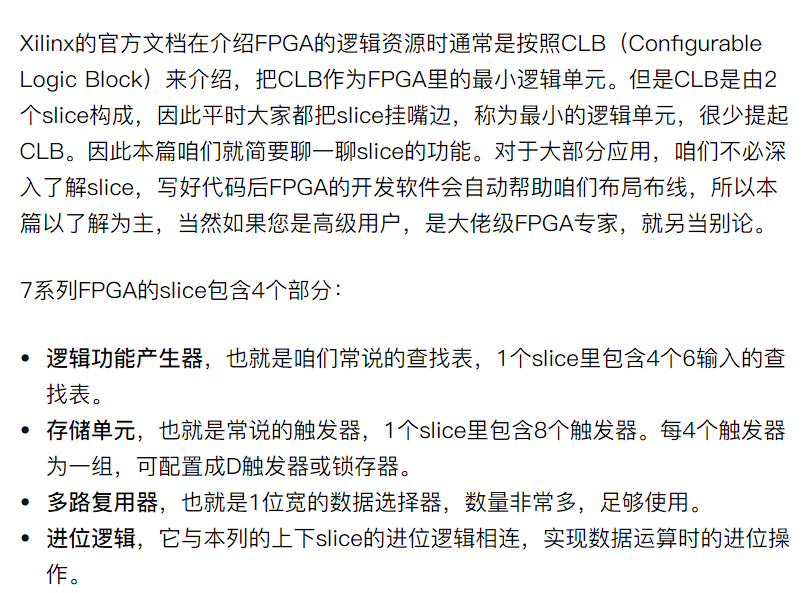 Xilinx的官方文档在介绍FPGA的逻辑资源时通常是按照CLB（Configurable
Logic Block）来介绍，把CLB作为FPGA里的最小逻辑单元。但是CLB是由2
个slice构成，因此平时大家都把slice挂嘴边，称为最小的逻辑单元，很少提起
CLB。因此本篇咱们就简要聊一聊slice的功能。对于大部分应用，咱们不必深
入了解slice，写好代码后FPGA的开发软件会自动帮助咱们布局布线，所以本
篇以了解为主，当然如果您是高级用户，是大佬级FPGA专家，就另当别论。
7系列FPGA的slice包含4个部分：
• 逻辑功能产生器，也就是咱们常说的查找表，1个slice里包含4个6输入的查
找表。
• 存储单元，也就是常说的触发器，1个slice里包含8个触发器。每4个触发器
为一组，可配置成D触发器或锁存器。
• 多路复用器，也就是1位宽的数据选择器，数量非常多，足够使用。
• 进位逻辑，它与本列的上下slice的进位逻辑相连，实现数据运算时的进位操
作。